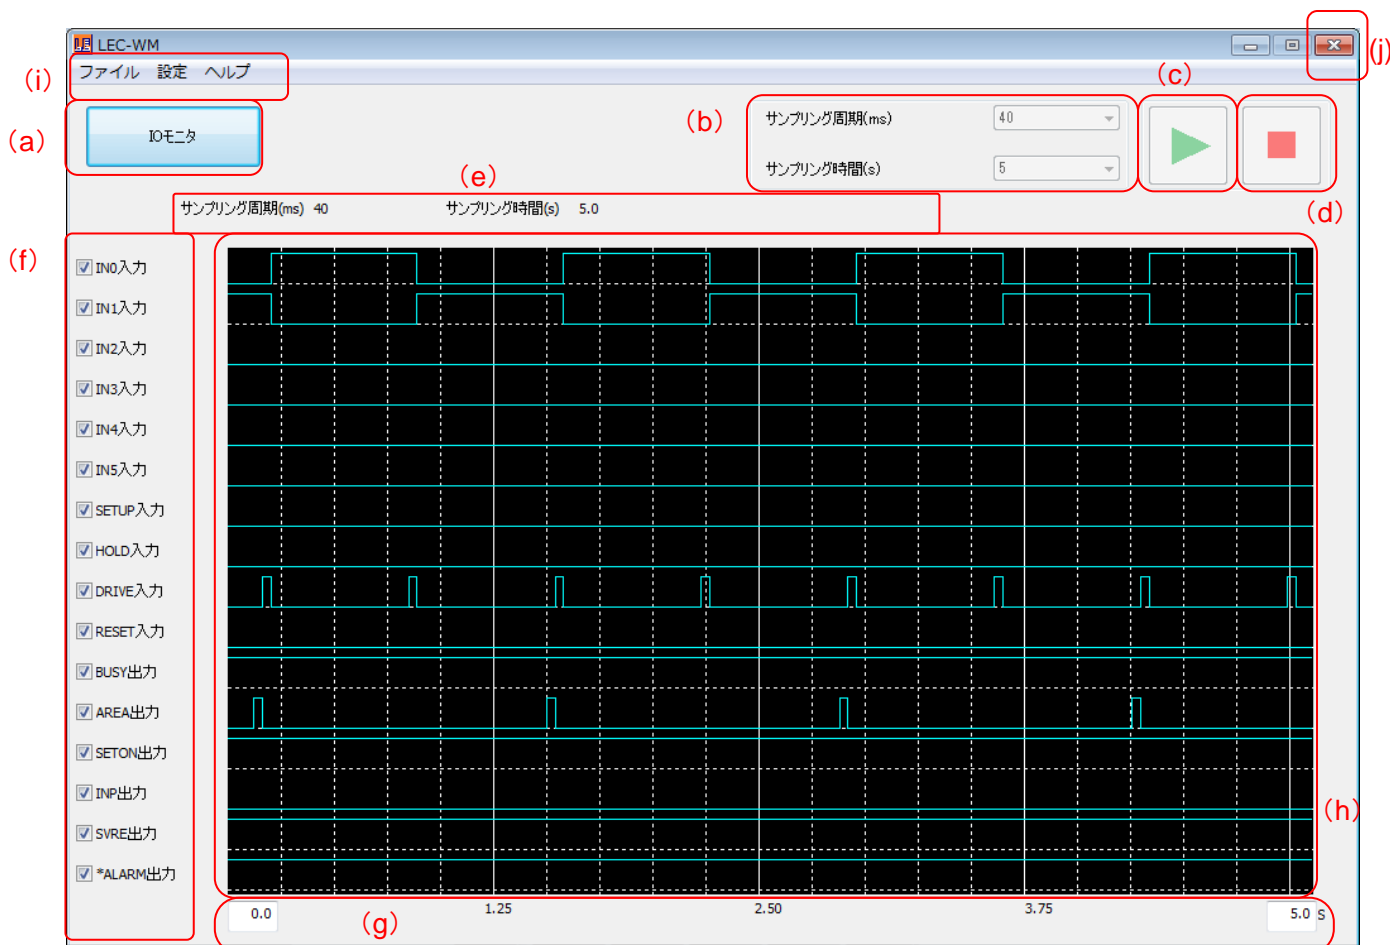 LEC-WM
(j)
ファイル 設定 ヘルプ
(i)
(c)
(a)
IOモニタ
(b)
サンプリング周期(ms) 40
サンプリング時間(s) 5
(e)
(d)
サンプリング周期(ms) 40 サンプリング時間(s) 5.0
(f)
IN0入力
IN1入力
IN2入力
IN3入力
IN4入力
IN5入力
SETUP入力
HOLD入力
DRIVE入力
RESET入力
BUSY出力
AREA出力
SETON出力
INP出力
(h)
SVRE出力
*ALARM出力
0.0 1.25 2.50 3.75 5.0 S
(g)